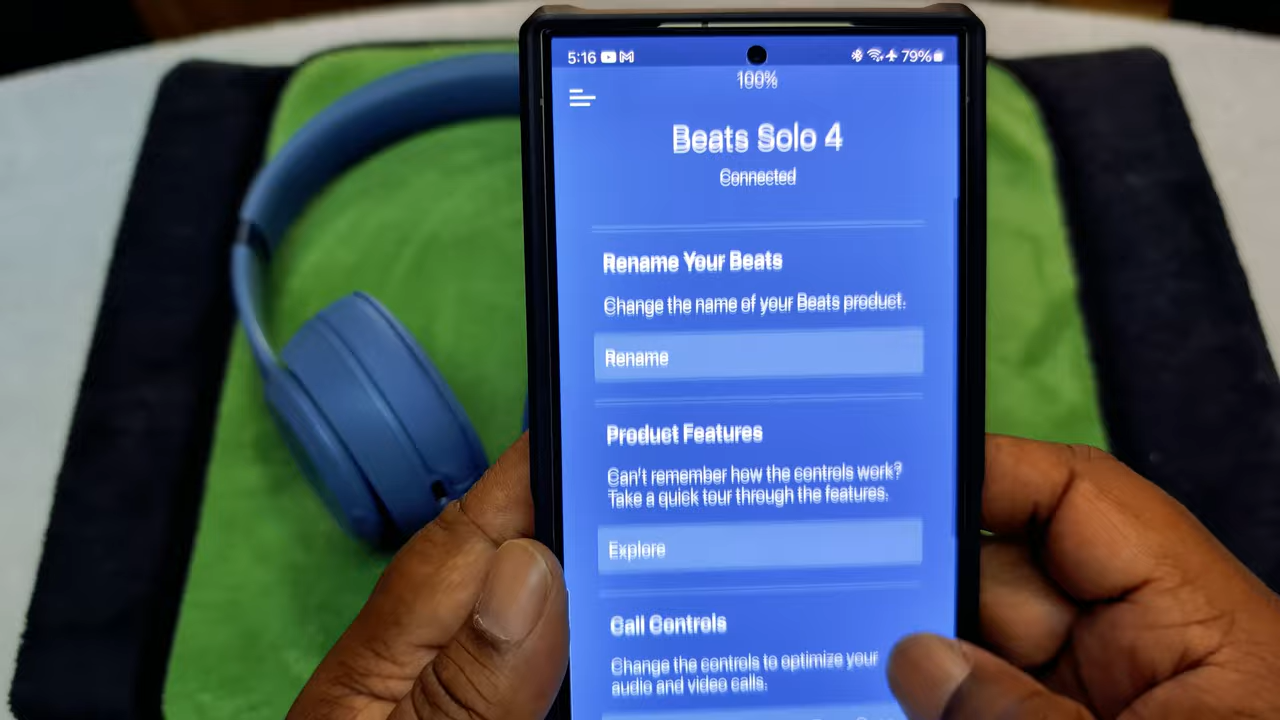 5:16
79%
100%
Beats Solo 4
Connected
Rename Your Beats
Change the name of your Beats product.
Rename
Product Features
Can't remember how the controls work?
Take a quick tour through the features.
Explore
Call Controls
Change the controls to optimize your
audio and video calls.